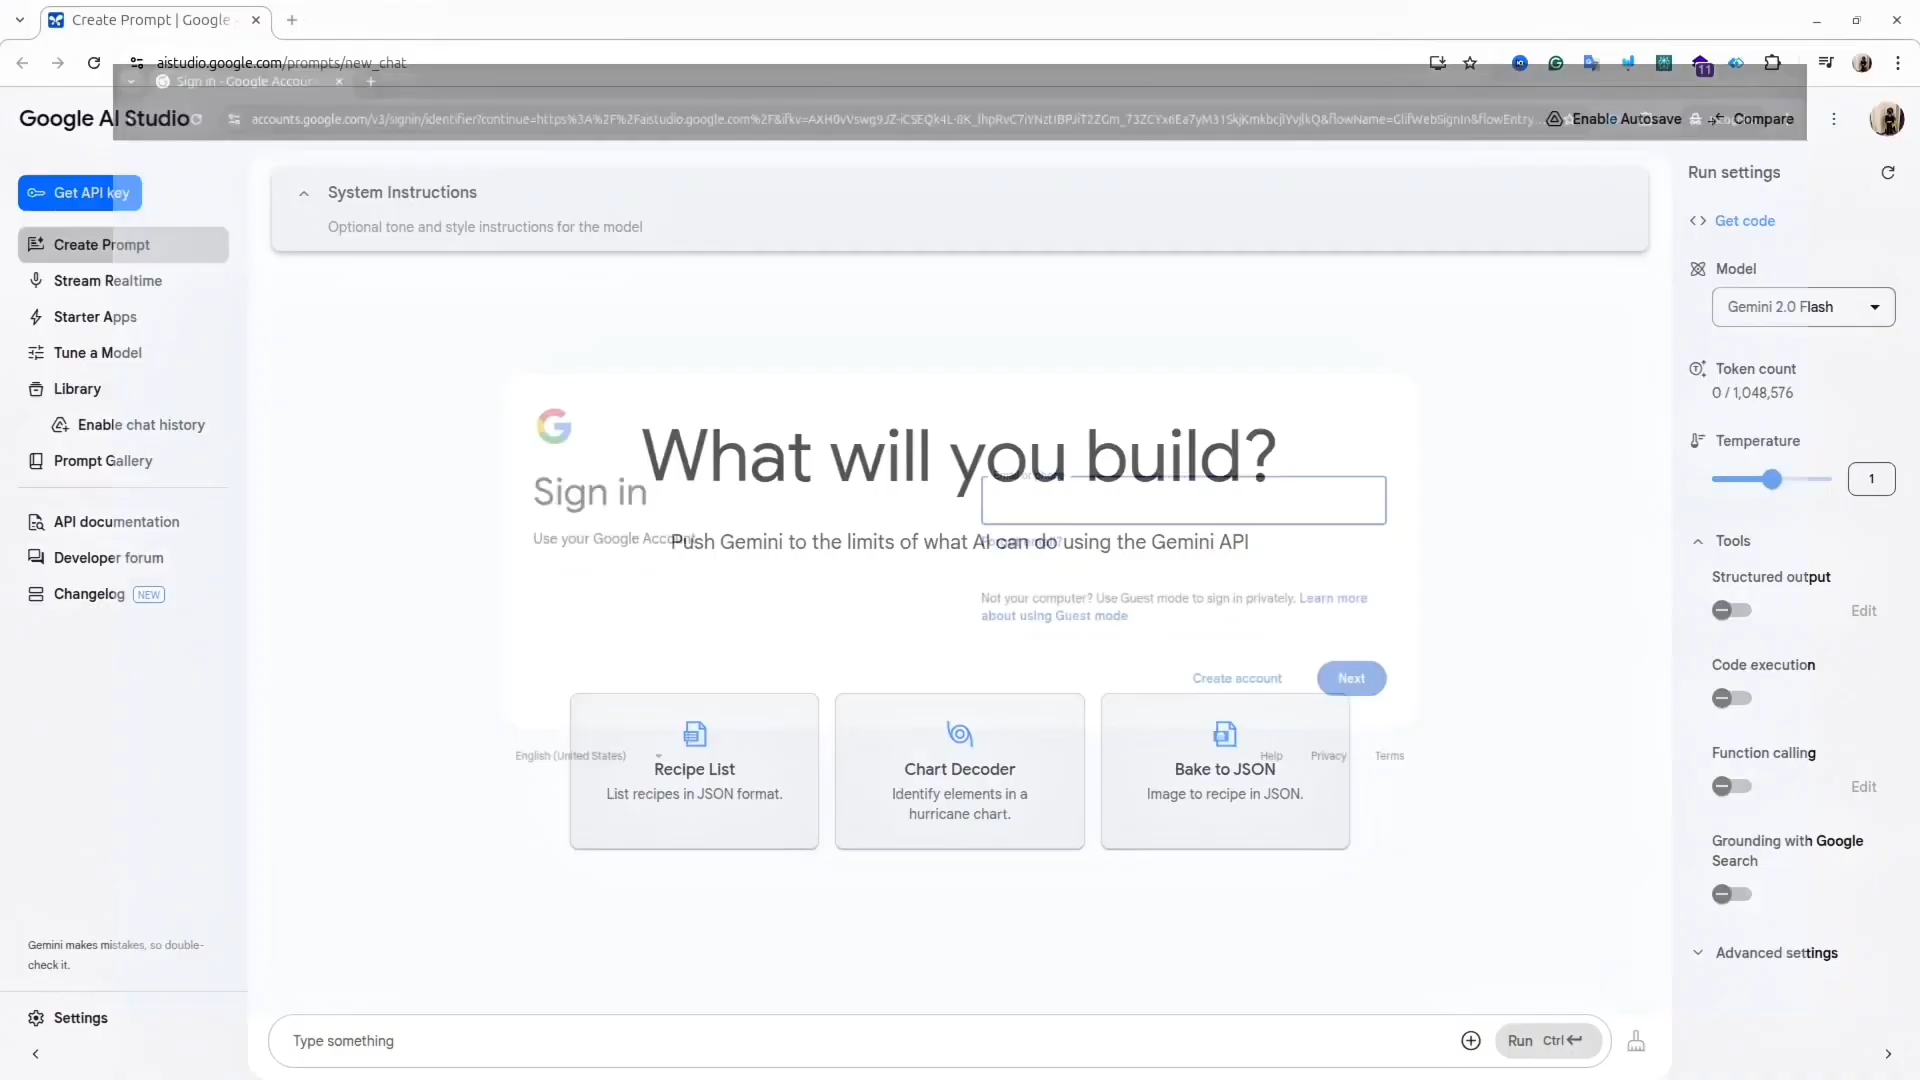 Create Prompt | Google
aistudio.google.com/prompts/new_chat
Sign in - Google Accoun
11
Google AI Studio
Enable Autosave
Compare
Get API key
Create Prompt
Stream Realtime
Starter Apps
Tune a Model
Library
Enable chat history
Prompt Gallery
API documentation
Developer forum
Changelog NEW
Gemini makes mistakes, so double-
check it.
Settings
System Instructions
Optional tone and style instructions for the model
What will you build?
Sign in
Use your Google Account
Push Gemini to the limits of what AI can do using the Gemini API
Not your computer? Use Guest mode to sign in privately. Learn more
about using Guest mode
Create account
Next
English (United States)
Help
Privacy
Terms
Recipe List
List recipes in JSON format.
Chart Decoder
Identify elements in a
hurricane chart.
Bake to JSON
Image to recipe in JSON.
Type something
Run Ctrl
Run settings
Get code
Model
Gemini 2.0 Flash
Token count
0 / 1,048,576
Temperature
1
Tools
Structured output
Edit
Code execution
Function calling
Edit
Grounding with Google
Search
Advanced settings